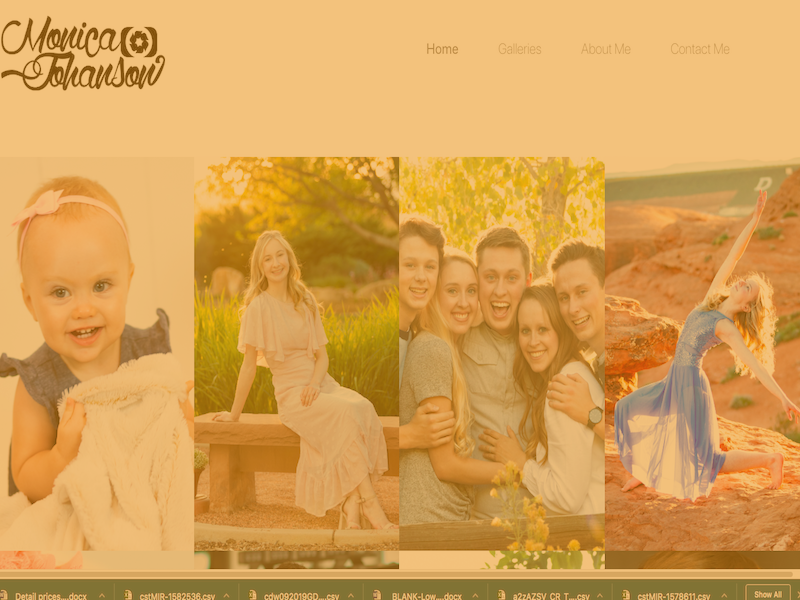 Monica
Johanson
Home Galleries About Me Contact Me
D
Detail prices....docx cstMIR-1582536.csv cdw092019GD....csv BLANK-Low....docx a2zAZSV_CR_T....csv cstMIR-1578611.csv Show All